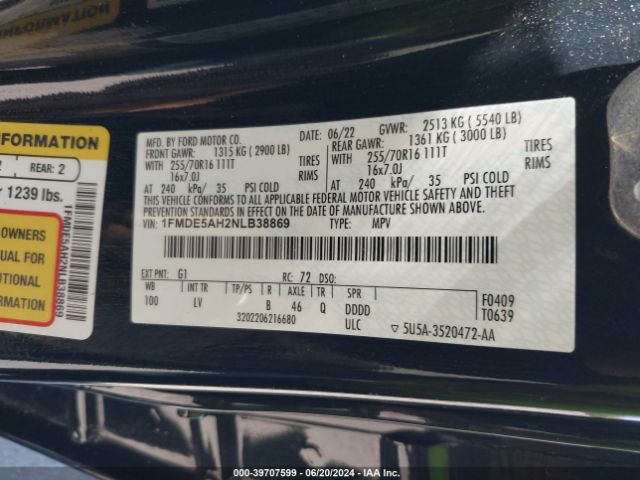 INFORMATION
INFORMATION
REAR: 2
1239 lbs.
OWNERS
MANUAL FOR
INFORMATION
1FMDE5AH2NLB38869
MFD. BY FORD MOTOR CO.
DATE: 06/22 GVWR: 2513 KG ( 5540 LB)
FRONT GAWR: 1315 KG ( 2900 LB) REAR GAWR: 1361 KG ( 3000 LB)
WITH 255/70R16 111T TIRES WITH 255/70R16 111T TIRES
16x7.0J RIMS 16x7.0J RIMS
AT 240 kPa/ 35 PSI COLD AT 240 kPa/ 35 PSI COLD
THIS VEHICLE CONFORMS TO ALL APPLICABLE FEDERAL MOTOR VEHICLE SAFETY AND THEFT
PREVENTION STANDARDS IN EFFECT ON THE DATE OF MANUFACTURE SHOWN ABOVE.
VIN: 1FMDE5AH2NLB38869 TYPE: MPV
EXT PNT: G1 RC: 72 DSO:
WB INT TR TP/PS R AXLE TR SPR
100 LV B 46 Q DDDD
F0409
T0639
3202206216680 ULC ▽ 5U5A-3520472-AA
000-39707599 — 06/20/2024 — IAA Inc.